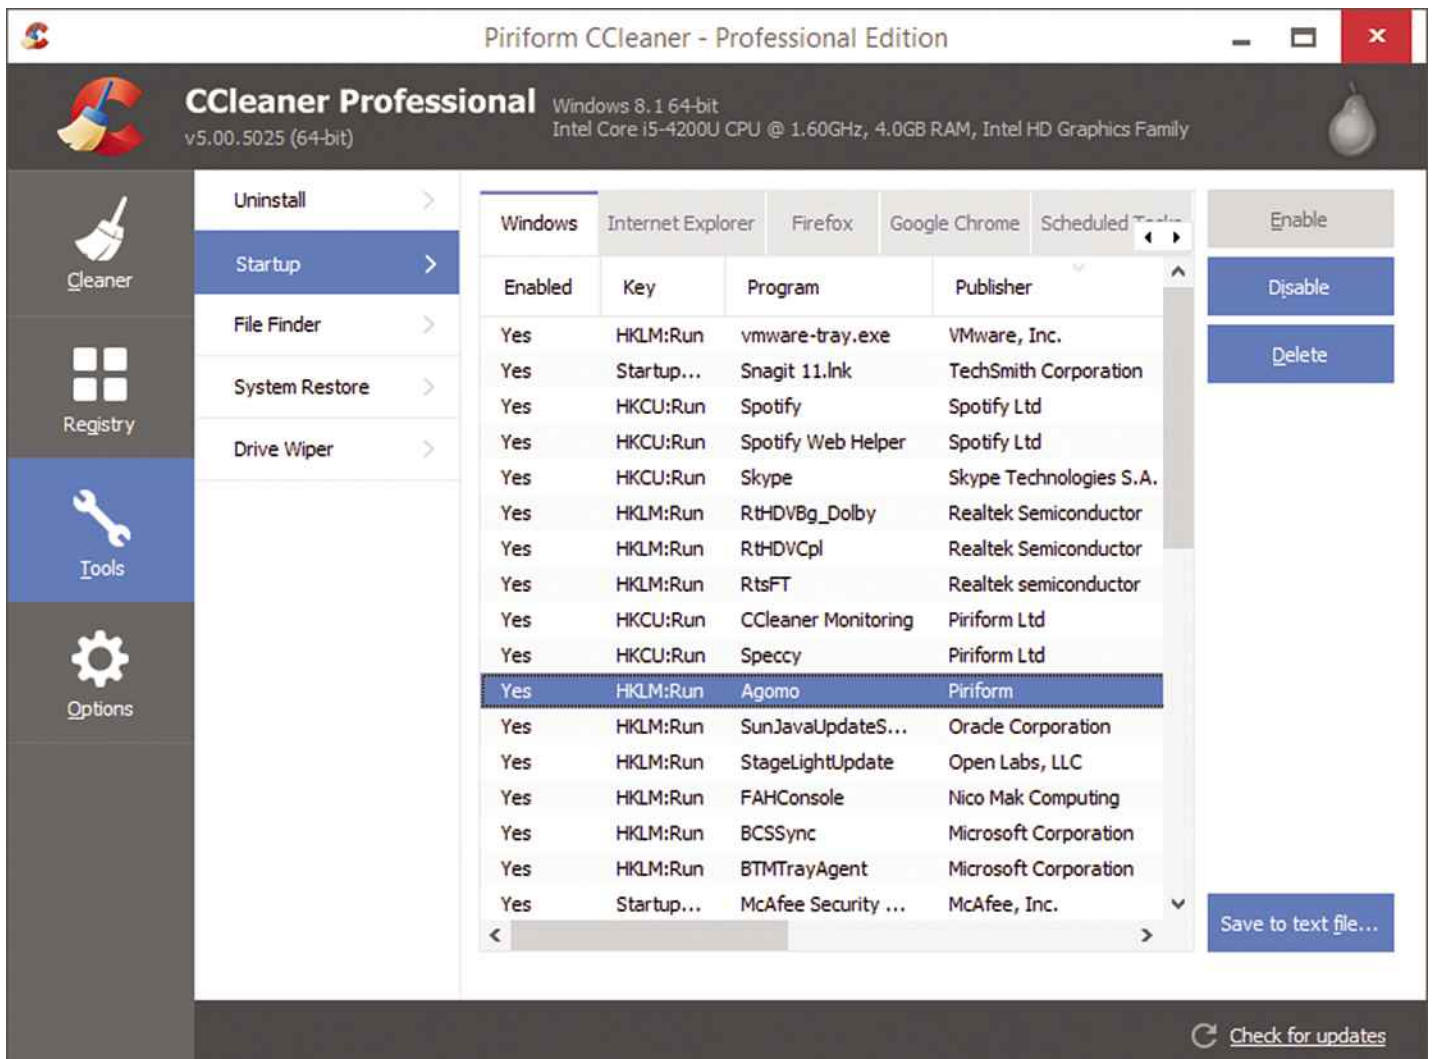 Piriform CCleaner - Professional Edition
CCleaner Professional
v5.00.5025 (64-bit)
Windows 8.1 64-bit
Intel Core i5-4200U CPU @ 1.60GHz, 4.0GB RAM, Intel HD Graphics Family
Cleaner
Registry
Tools
Options
Uninstall
Startup
File Finder
System Restore
Drive Wiper
Windows Internet Explorer Firefox Google Chrome Scheduled
Enabled Key Program Publisher
Yes HKLM:Run vmware-tray.exe VMware, Inc.
Yes Startup... Snagit 11.lnk TechSmith Corporation
Yes HKCU:Run Spotify Spotify Ltd
Yes HKCU:Run Spotify Web Helper Spotify Ltd
Yes HKCU:Run Skype Skype Technologies S.A.
Yes HKLM:Run RtHDVBg_Dolby Realtek Semiconductor
Yes HKLM:Run RtHDVCpl Realtek Semiconductor
Yes HKLM:Run RtsFT Realtek semiconductor
Yes HKCU:Run CCleaner Monitoring Piriform Ltd
Yes HKCU:Run Speccy Piriform Ltd
Yes HKLM:Run Agomo Piriform
Yes HKLM:Run SunJavaUpdateS... Oracle Corporation
Yes HKLM:Run StageLightUpdate Open Labs, LLC
Yes HKLM:Run FAHConsole Nico Mak Computing
Yes HKLM:Run BCSSync Microsoft Corporation
Yes HKLM:Run BTMTrayAgent Microsoft Corporation
Yes Startup... McAfee Security ... McAfee, Inc.
Enable
Disable
Delete
Save to text file...
Check for updates